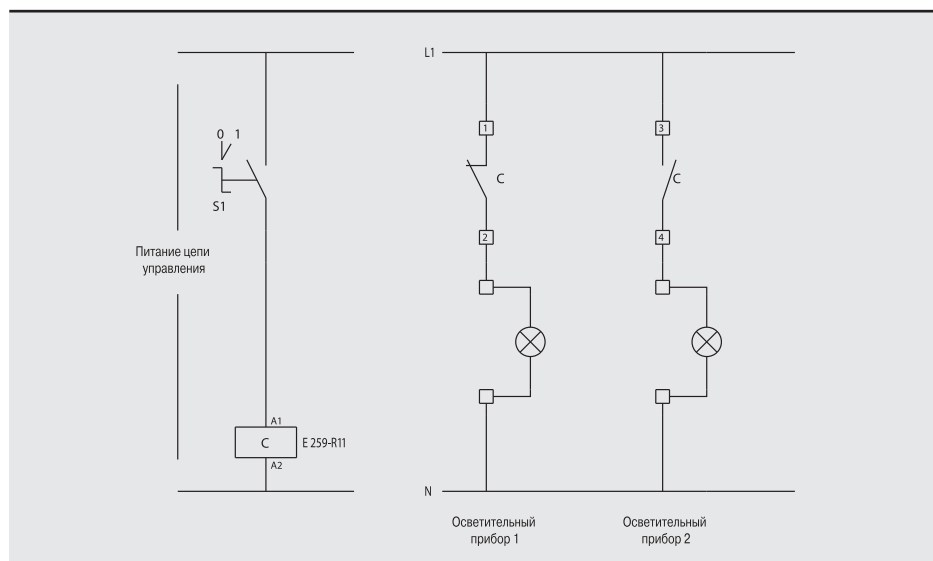 L1
0 1
1
3
C
C
S1
2
4
Питание цепи
управления
A1
C
E 259-R11
A2
N
Осветительный
прибор 1
Осветительный
прибор 2